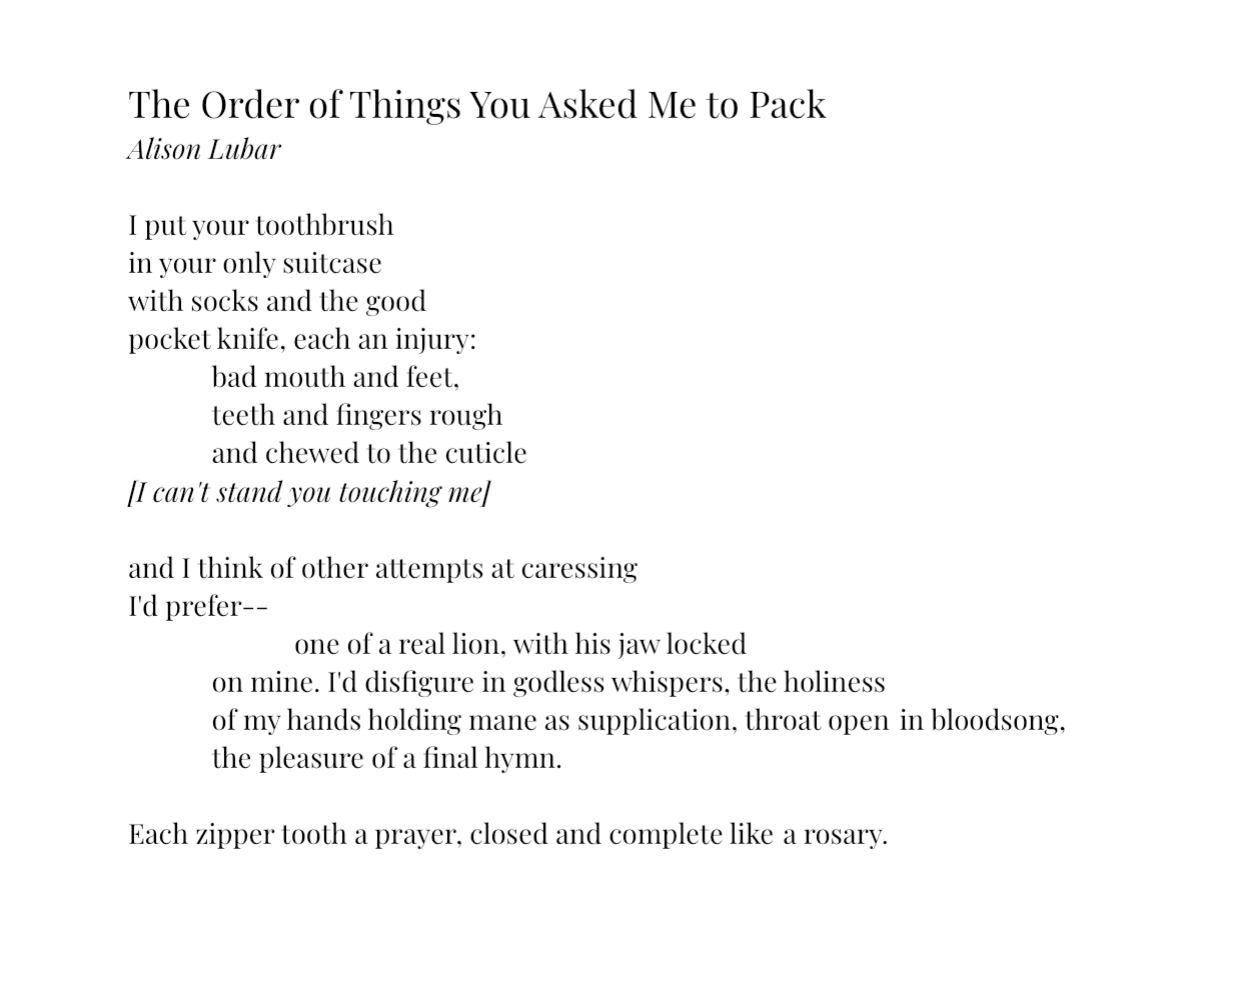 The Order of Things You Asked Me to Pack
Alison Lubar
I put your toothbrush
in your only suitcase
with socks and the good
pocket knife, each an injury:
bad mouth and feet,
teeth and fingers rough
and chewed to the cuticle
[I can't stand you touching me]
and I think of other attempts at caressing
I'd prefer--
one of a real lion, with his jaw locked
on mine. I'd disfigure in godless whispers, the holiness
of my hands holding mane as supplication, throat open in bloodsong,
the pleasure of a final hymn.
Each zipper tooth a prayer, closed and complete like a rosary.